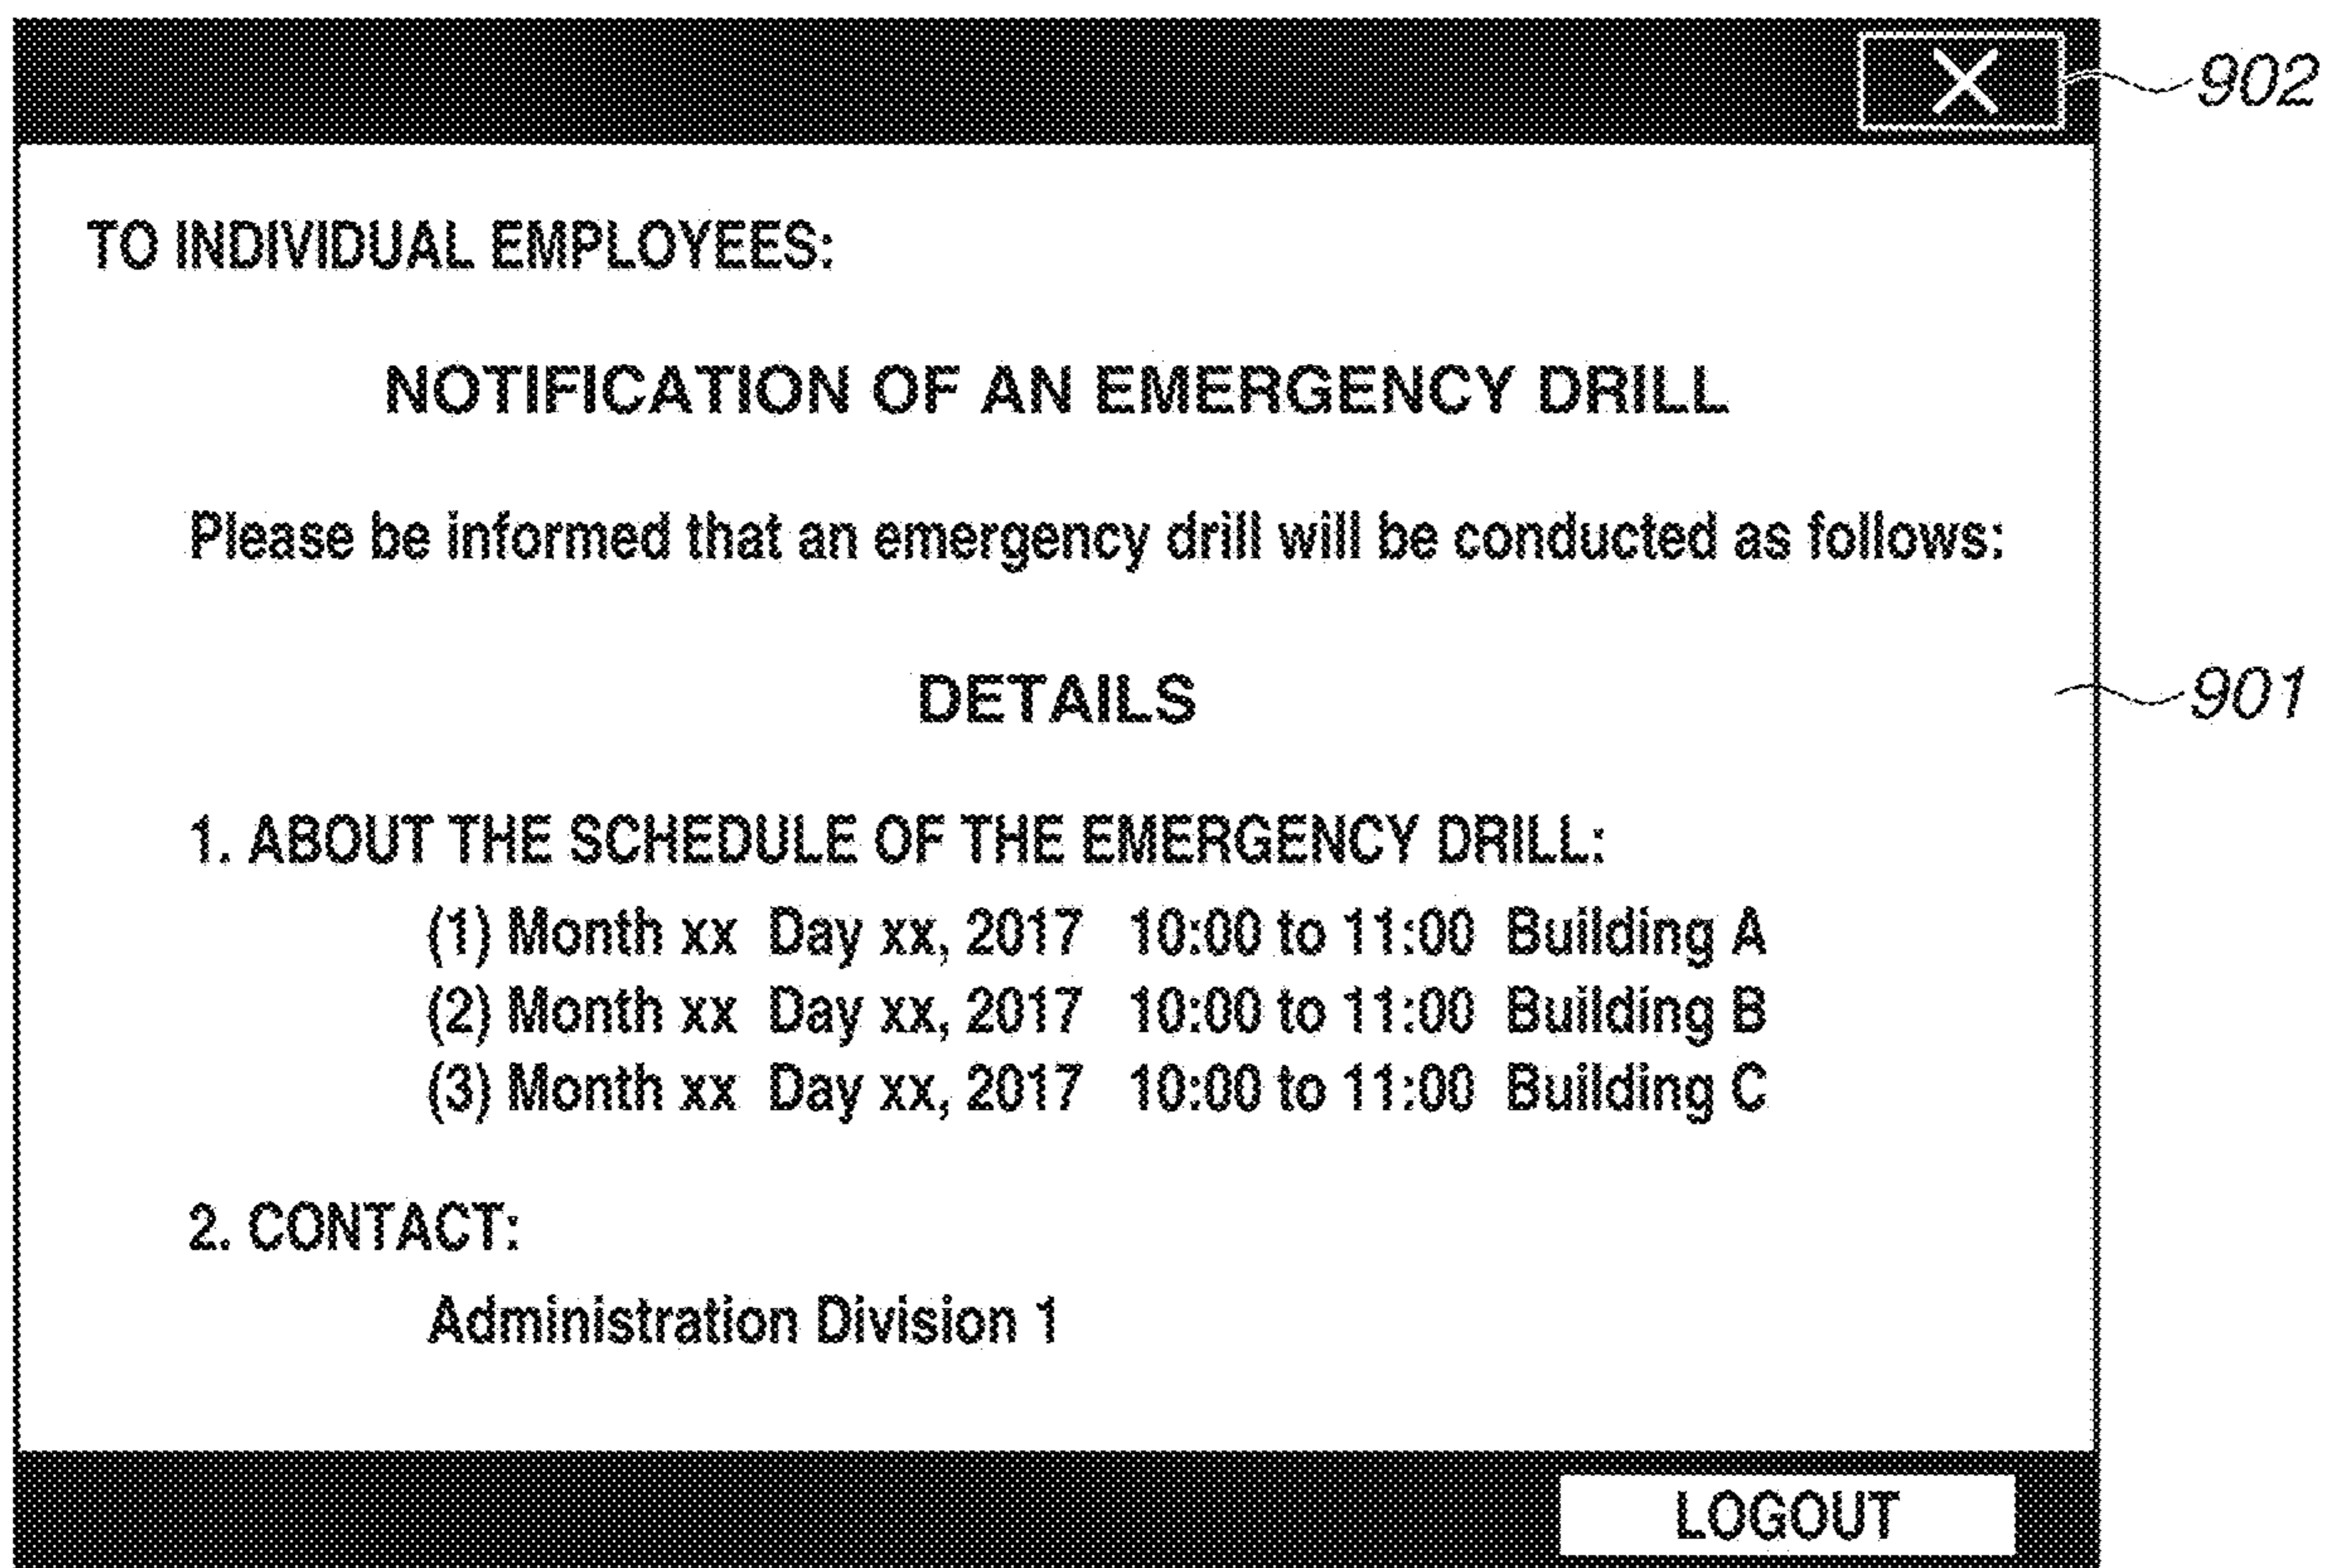 X 902
TO INDIVIDUAL EMPLOYEES:
NOTIFICATION OF AN EMERGENCY DRILL
Please be informed that an emergency drill will be conducted as follows:
DETAILS
901
1. ABOUT THE SCHEDULE OF THE EMERGENCY DRILL:
(1) Month xx Day xx, 2017 10:00 to 11:00 Building A
(2) Month xx Day xx, 2017 10:00 to 11:00 Building B
(3) Month xx Day xx, 2017 10:00 to 11:00 Building C
2. CONTACT:
Administration Division 1
LOGOUT